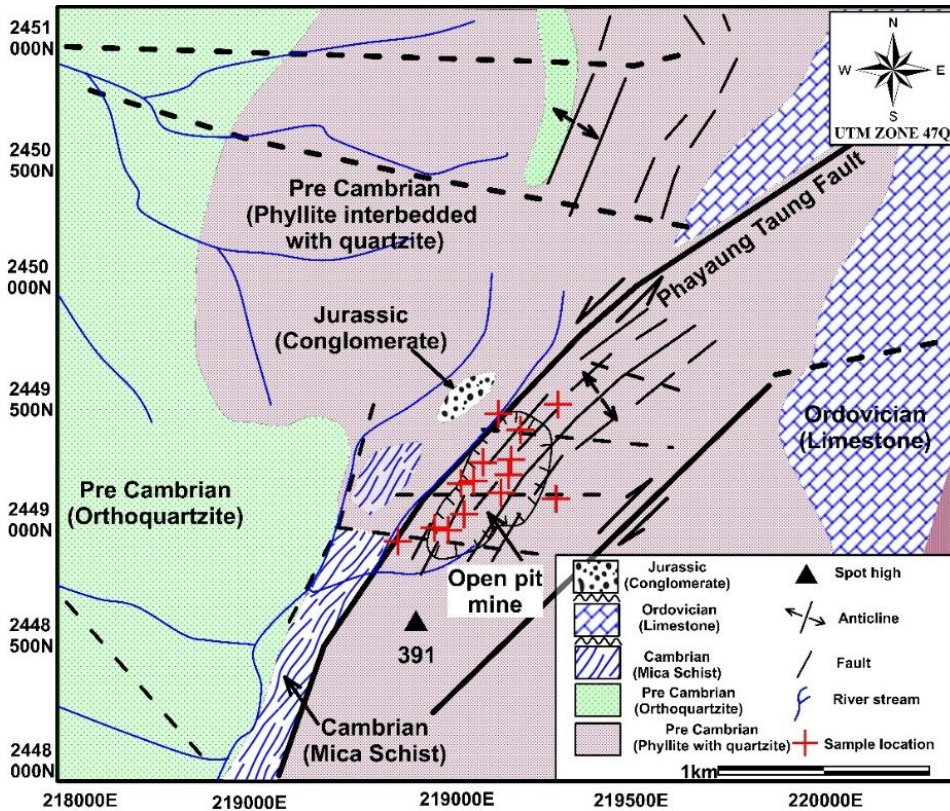 2451
000N
N
W
E
S
UTM ZONE 47Q
2450
500N
Pre Cambrian
(Phyllite interbedded
with quartzite)
Phayaung Taung Fault
2450
000N
Jurassic
(Conglomerate)
2449
500N
Ordovician
(Limestone)
Pre Cambrian
(Orthoquartzite)
2449
000N
Open pit
mine
2448
500N
391
Cambrian
(Mica Schist)
2448
000N
Jurassic
(Conglomerate)
Spot high
Ordovician
(Limestone)
Anticline
Cambrian
(Mica Schist)
Fault
Pre Cambrian
(Orthoquartzite)
River stream
Pre Cambrian
(Phyllite with quartzite)
Sample location
1km
218000E
219000E
219000E
219500E
220000E